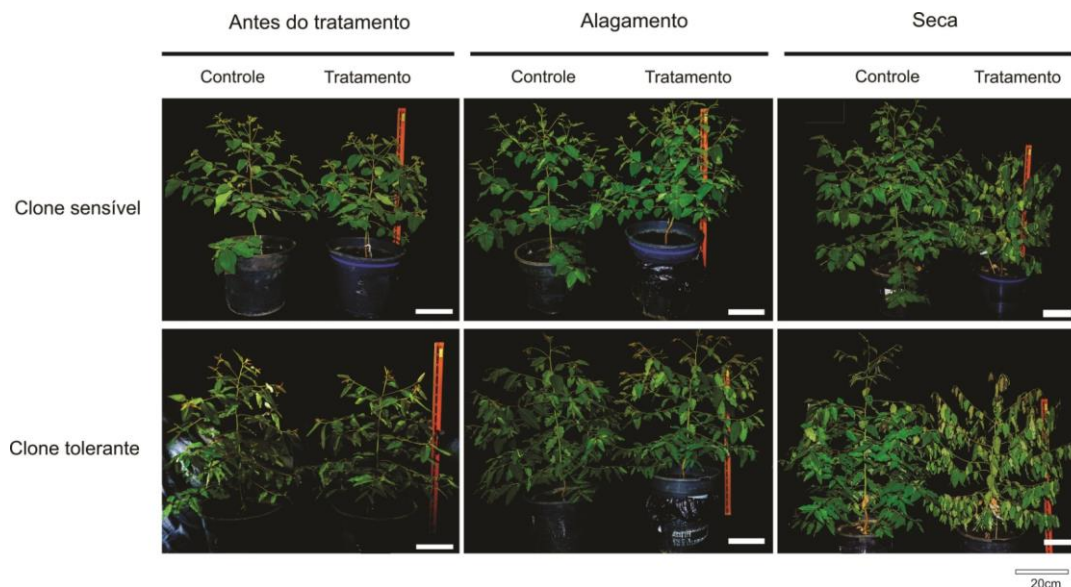 Antes do tratamento
Alagamento
Seca
Controle
Tratamento
Controle
Tratamento
Controle
Tratamento
Clone sensível
Clone tolerante
20cm